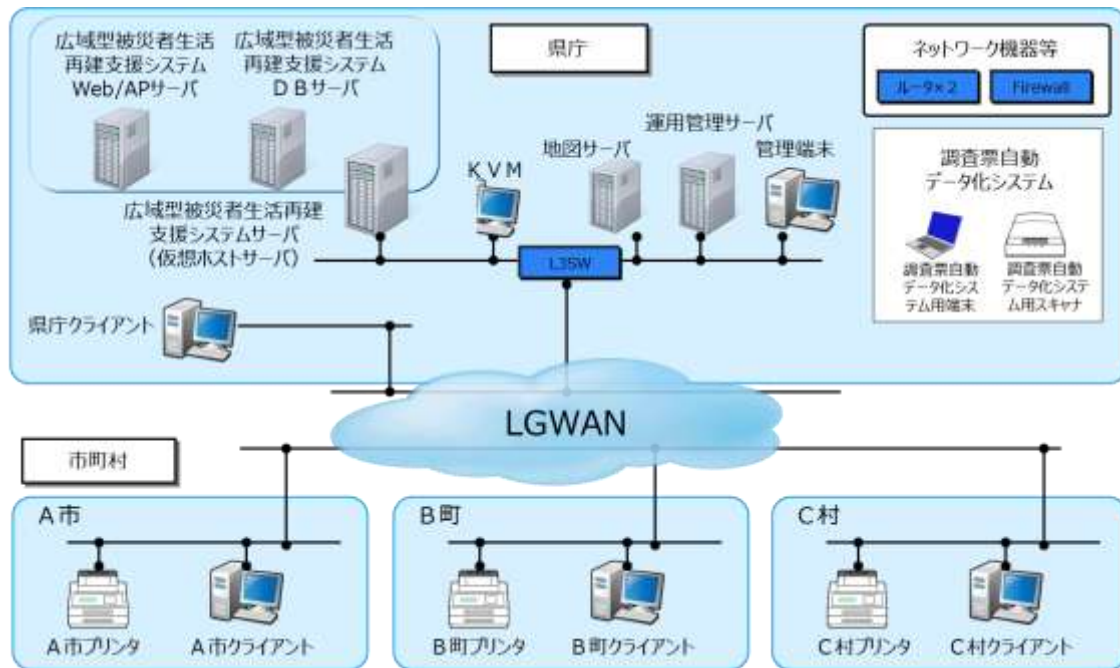 広域型被災者生活
再建支援システム
Web/APサーバ
広域型被災者生活
再建支援システム
DBサーバ
県庁
ネットワーク機器等
ルータ×2
Firewall
広域型被災者生活再建
支援システムサーバ
(仮想ホストサーバ)
KVM
地図サーバ
運用管理サーバ
管理端末
L3SW
調査票自動
データ化システム
調査票自動
データ化シス
テム用端末
調査票自動
データ化システ
ム用スキャナ
県庁クライアント
LGWAN
市町村
A市
A市プリンタ
A市クライアント
B町
B町プリンタ
B町クライアント
C村
C村プリンタ
C村クライアント